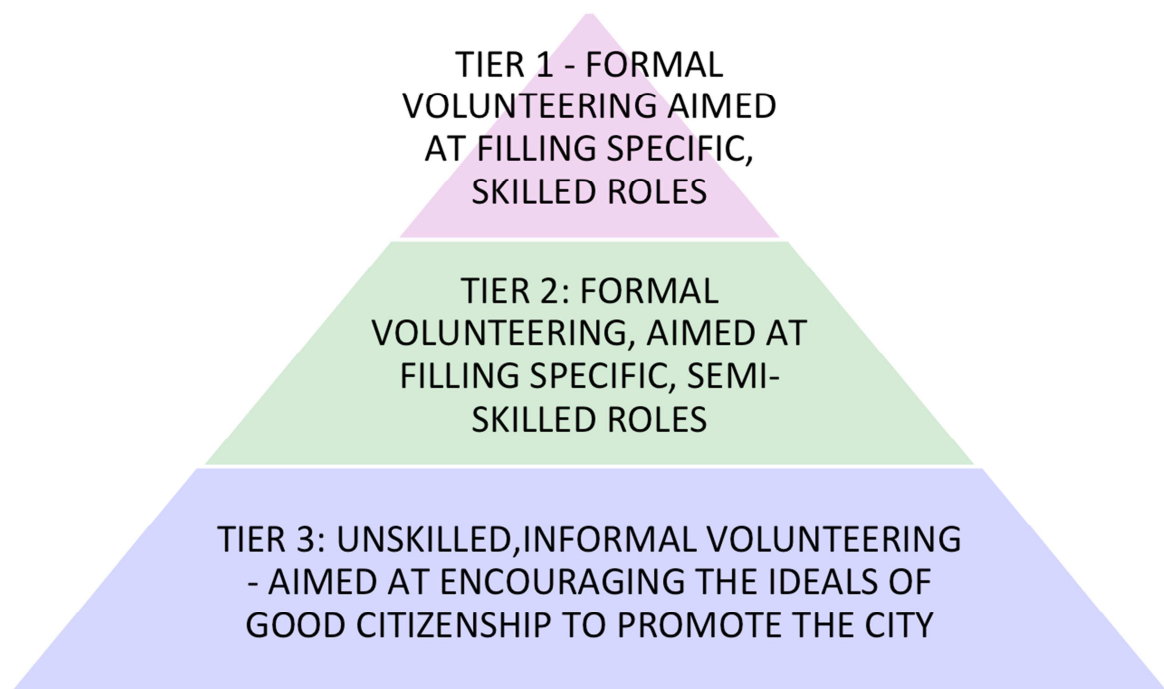 TIER 1 - FORMAL
VOLUNTEERING AIMED
AT FILLING SPECIFIC,
SKILLED ROLES
TIER 2: FORMAL
VOLUNTEERING, AIMED AT
FILLING SPECIFIC, SEMI-
SKILLED ROLES
TIER 3: UNSKILLED,INFORMAL VOLUNTEERING
- AIMED AT ENCOURAGING THE IDEALS OF
GOOD CITIZENSHIP TO PROMOTE THE CITY